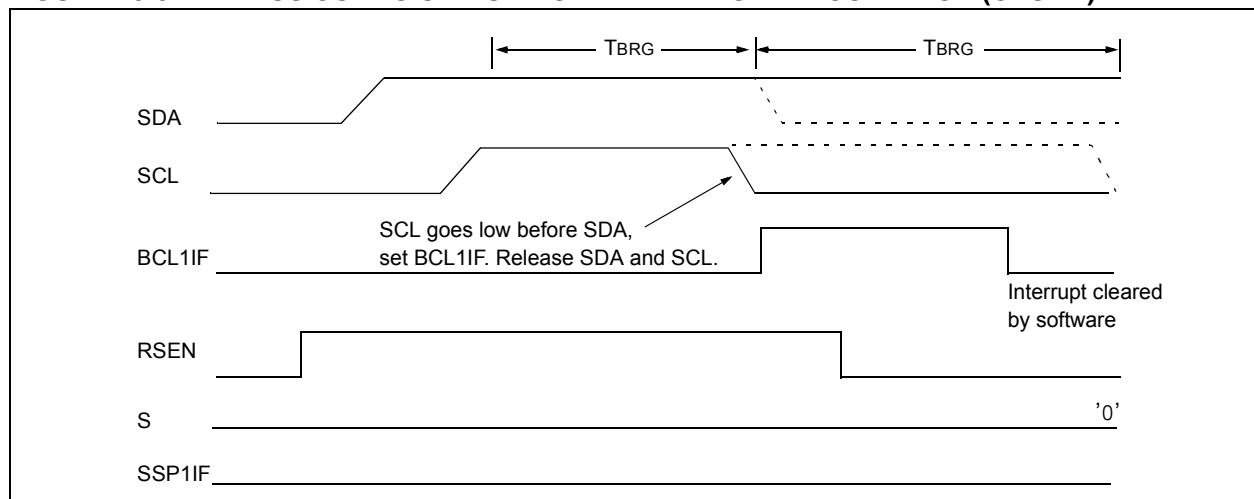 TBRG TBRG
SDA
SCL
SCL goes low before SDA,
set BCL1IF. Release SDA and SCL.
BCL1IF
Interrupt cleared
by software
RSEN
S '0'
SSP1IF